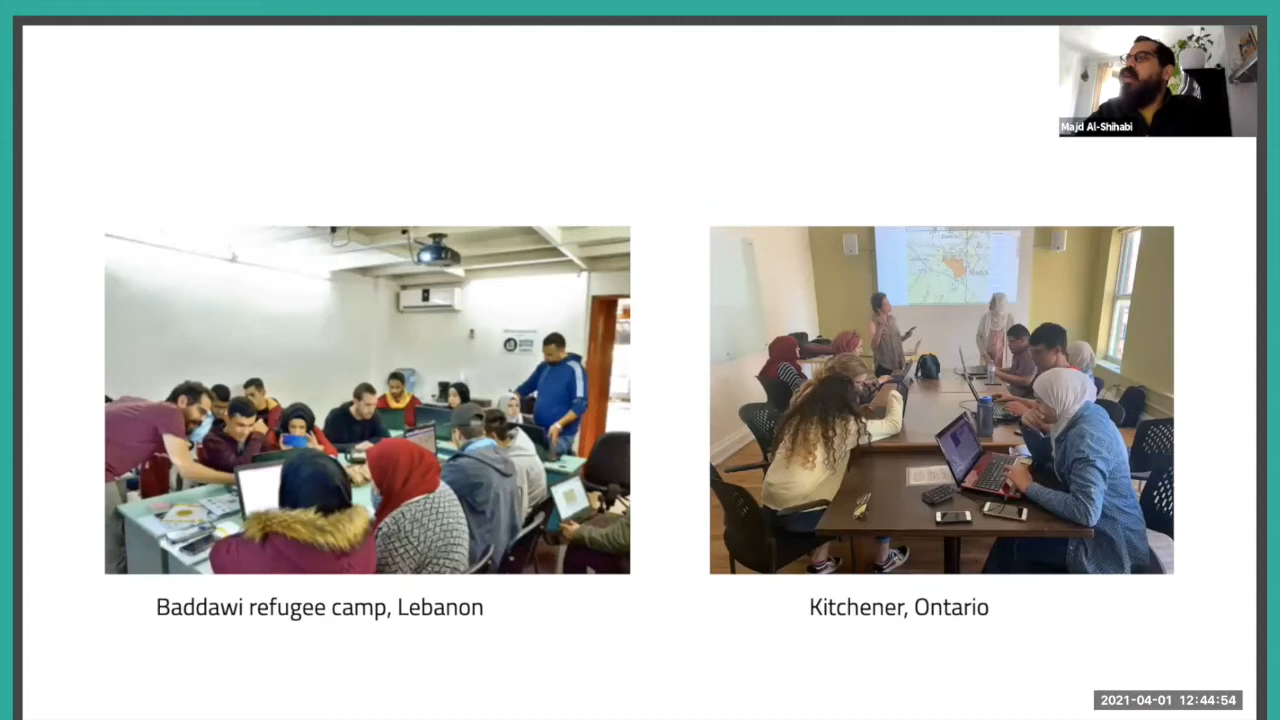 Majd Al-Shihabi
Baddawi refugee camp, Lebanon
Kitchener, Ontario
2021-04-01 12:44:54